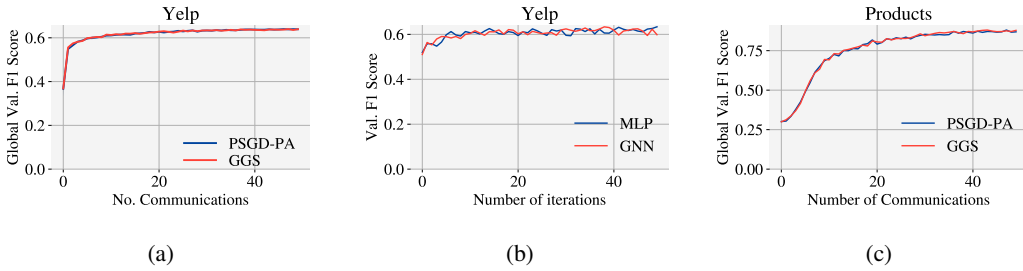 Yelp
Global Val. F1 Score
0.6
0.4
0.2
0.0
PSGD-PA
GGS
0
20
40
No. Communications
(a)
Yelp
Val. F1 Score
0.6
0.4
0.2
0.0
MLP
GNN
0
20
40
Number of iterations
(b)
Products
Global Val. F1 Score
0.75
0.50
0.25
0.00
PSGD-PA
GGS
0
20
40
Number of Communications
(c)